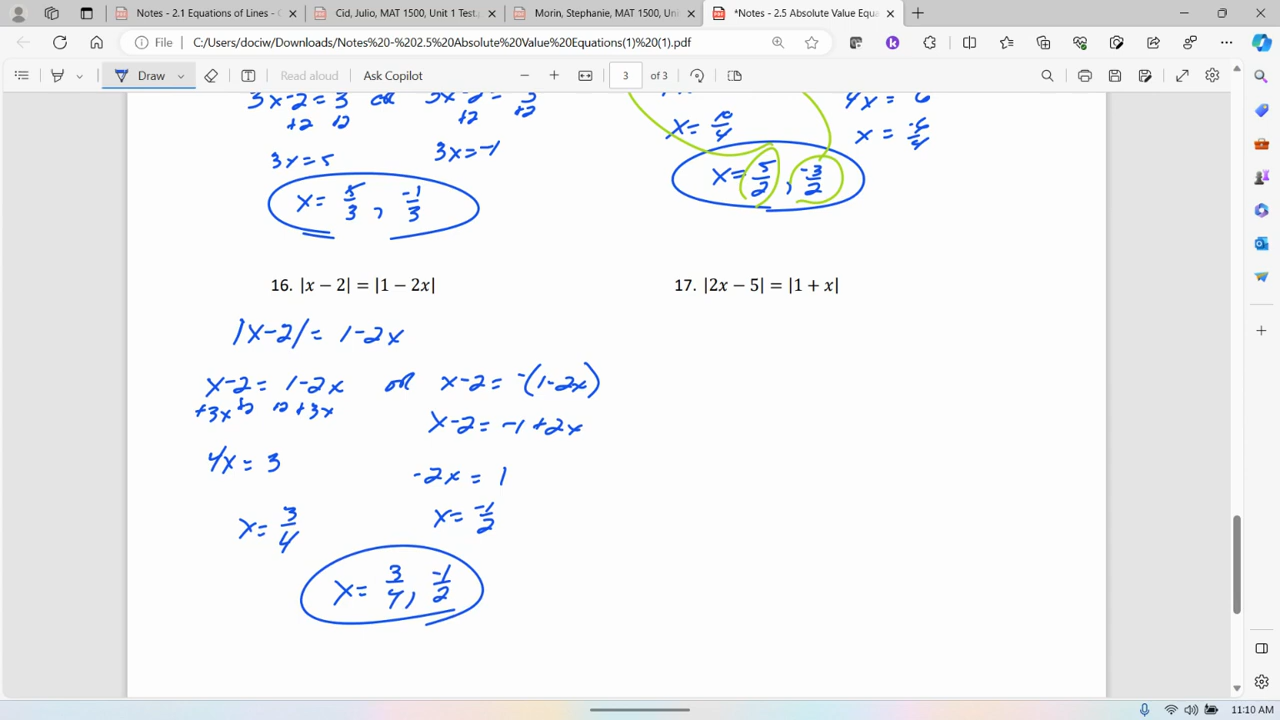 Notes - 2.1 Equations of Lines -
Cid, Julio, MAT 1500, Unit 1 Test.
Morin, Stephanie, MAT 1500, Uni
*Notes - 2.5 Absolute Value Equa
File
C:/Users/dociw/Downloads/Notes%20-%202.5%20Absolute%20Value%20Equations(1)%20(1).pdf
Draw
Read aloud
Ask Copilot
3 of 3
3x-2 = 3 or
+2 +2
+2 +2
3x = 5
3x = -1
x = 5/3, -1/3
4x = 6
x = 10/4
x = -6/4
x = 5/2, -3/2
16. |x − 2| = |1 − 2x|
17. |2x − 5| = |1 + x|
|x-2| = 1-2x
x-2 = 1-2x or x-2 = -(1-2x)
+3x +2 +2 +3x
x-2 = -1 +2x
4x = 3
-2x = 1
x = 3/4
x = -1/2
x = 3/4, -1/2
11:10 AM